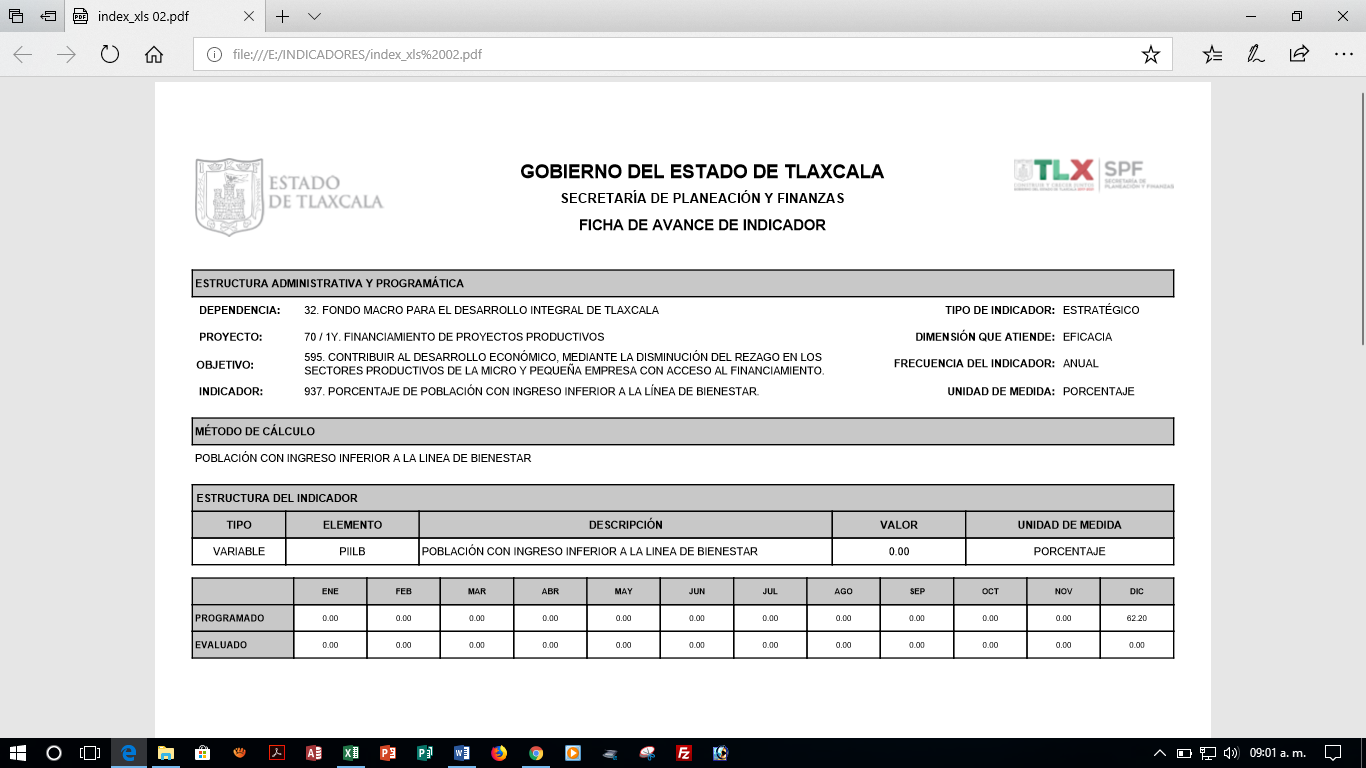 index_xls 02.pdf
file:///E:/INDICADORES/index_xls%2002.pdf
ESTADO
DE TLAXCALA
GOBIERNO DEL ESTADO DE TLAXCALA
SECRETARÍA DE PLANEACIÓN Y FINANZAS
FICHA DE AVANCE DE INDICADOR
TLX
CONSTRUIR Y CRECER JUNTOS
SPF
SECRETARÍA DE
PLANEACIÓN Y FINANZAS
ESTRUCTURA ADMINISTRATIVA Y PROGRAMÁTICA
DEPENDENCIA: 32. FONDO MACRO PARA EL DESARROLLO INTEGRAL DE TLAXCALA TIPO DE INDICADOR: ESTRATÉGICO
PROYECTO: 70 / 1Y. FINANCIAMIENTO DE PROYECTOS PRODUCTIVOS DIMENSIÓN QUE ATIENDE: EFICACIA
OBJETIVO: 595. CONTRIBUIR AL DESARROLLO ECONÓMICO, MEDIANTE LA DISMINUCIÓN DEL REZAGO EN LOS
SECTORES PRODUCTIVOS DE LA MICRO Y PEQUEÑA EMPRESA CON ACCESO AL FINANCIAMIENTO. FRECUENCIA DEL INDICADOR: ANUAL
INDICADOR: 937. PORCENTAJE DE POBLACIÓN CON INGRESO INFERIOR A LA LÍNEA DE BIENESTAR. UNIDAD DE MEDIDA: PORCENTAJE
MÉTODO DE CÁLCULO
POBLACIÓN CON INGRESO INFERIOR A LA LINEA DE BIENESTAR
ESTRUCTURA DEL INDICADOR
TIPO ELEMENTO DESCRIPCIÓN VALOR UNIDAD DE MEDIDA
VARIABLE PIILB POBLACIÓN CON INGRESO INFERIOR A LA LINEA DE BIENESTAR 0.00 PORCENTAJE
ENE FEB MAR ABR MAY JUN JUL AGO SEP OCT NOV DIC
PROGRAMADO 0.00 0.00 0.00 0.00 0.00 0.00 0.00 0.00 0.00 0.00 0.00 62.20
EVALUADO 0.00 0.00 0.00 0.00 0.00 0.00 0.00 0.00 0.00 0.00 0.00 0.00
09:01 a. m.